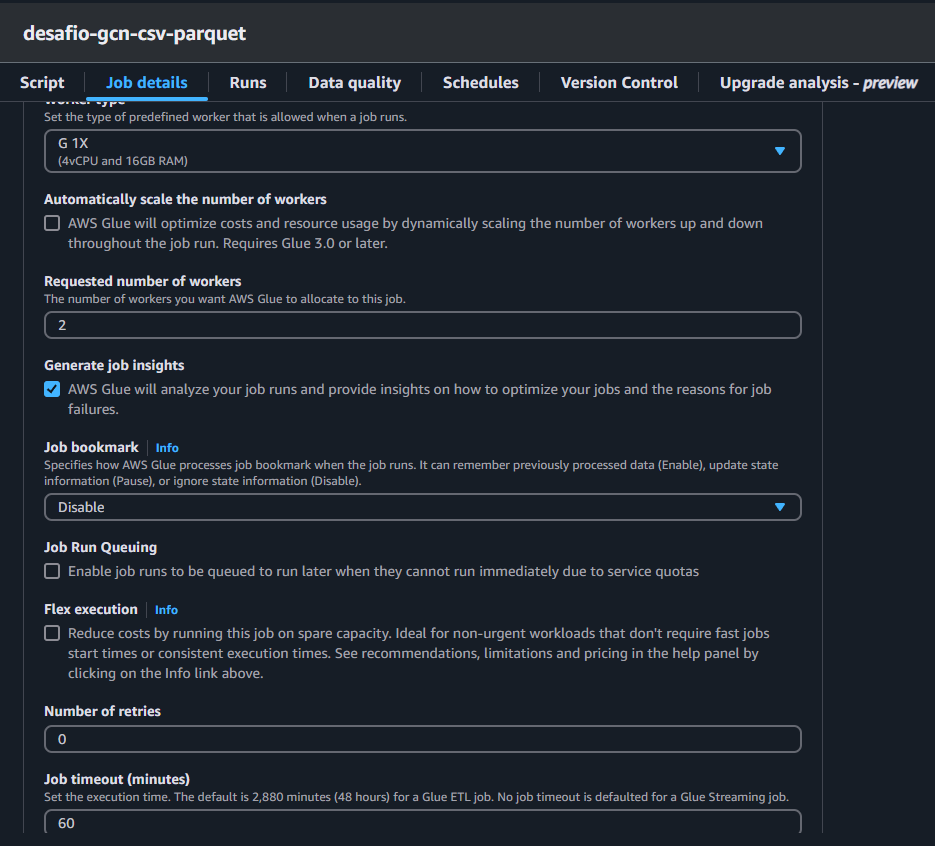 desafio-gcn-csv-parquet
Script Job details Runs Data quality Schedules Version Control Upgrade analysis - preview
Worker type
Set the type of predefined worker that is allowed when a job runs.
G 1X
(4vCPU and 16GB RAM)
Automatically scale the number of workers
AWS Glue will optimize costs and resource usage by dynamically scaling the number of workers up and down
throughout the job run. Requires Glue 3.0 or later.
Requested number of workers
The number of workers you want AWS Glue to allocate to this job.
2
Generate job insights
AWS Glue will analyze your job runs and provide insights on how to optimize your jobs and the reasons for job
failures.
Job bookmark Info
Specifies how AWS Glue processes job bookmark when the job runs. It can remember previously processed data (Enable), update state
information (Pause), or ignore state information (Disable).
Disable
Job Run Queuing
Enable job runs to be queued to run later when they cannot run immediately due to service quotas
Flex execution Info
Reduce costs by running this job on spare capacity. Ideal for non-urgent workloads that don't require fast jobs
start times or consistent execution times. See recommendations, limitations and pricing in the help panel by
clicking on the Info link above.
Number of retries
0
Job timeout (minutes)
Set the execution time. The default is 2,880 minutes (48 hours) for a Glue ETL job. No job timeout is defaulted for a Glue Streaming job.
60